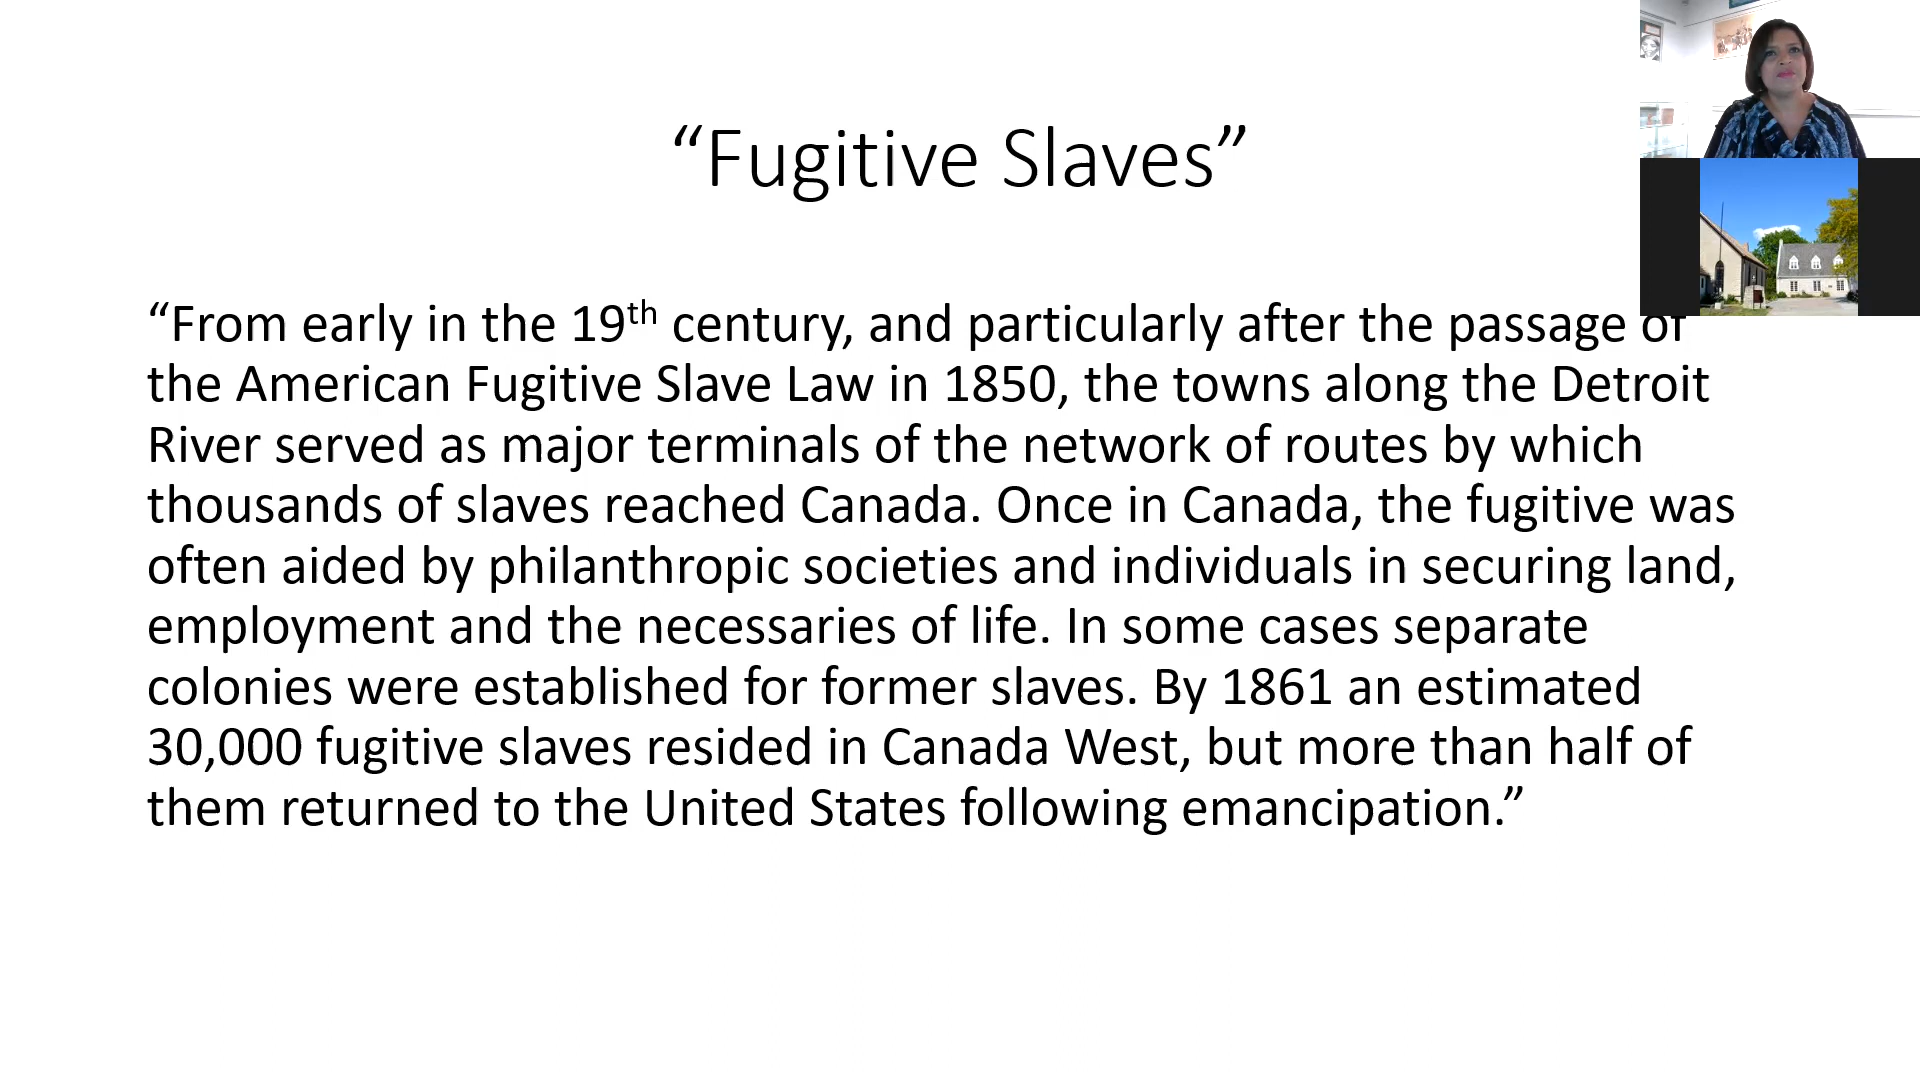 “Fugitive Slaves”
“From early in the 19th century, and particularly after the passage of
the American Fugitive Slave Law in 1850, the towns along the Detroit
River served as major terminals of the network of routes by which
thousands of slaves reached Canada. Once in Canada, the fugitive was
often aided by philanthropic societies and individuals in securing land,
employment and the necessaries of life. In some cases separate
colonies were established for former slaves. By 1861 an estimated
30,000 fugitive slaves resided in Canada West, but more than half of
them returned to the United States following emancipation.”